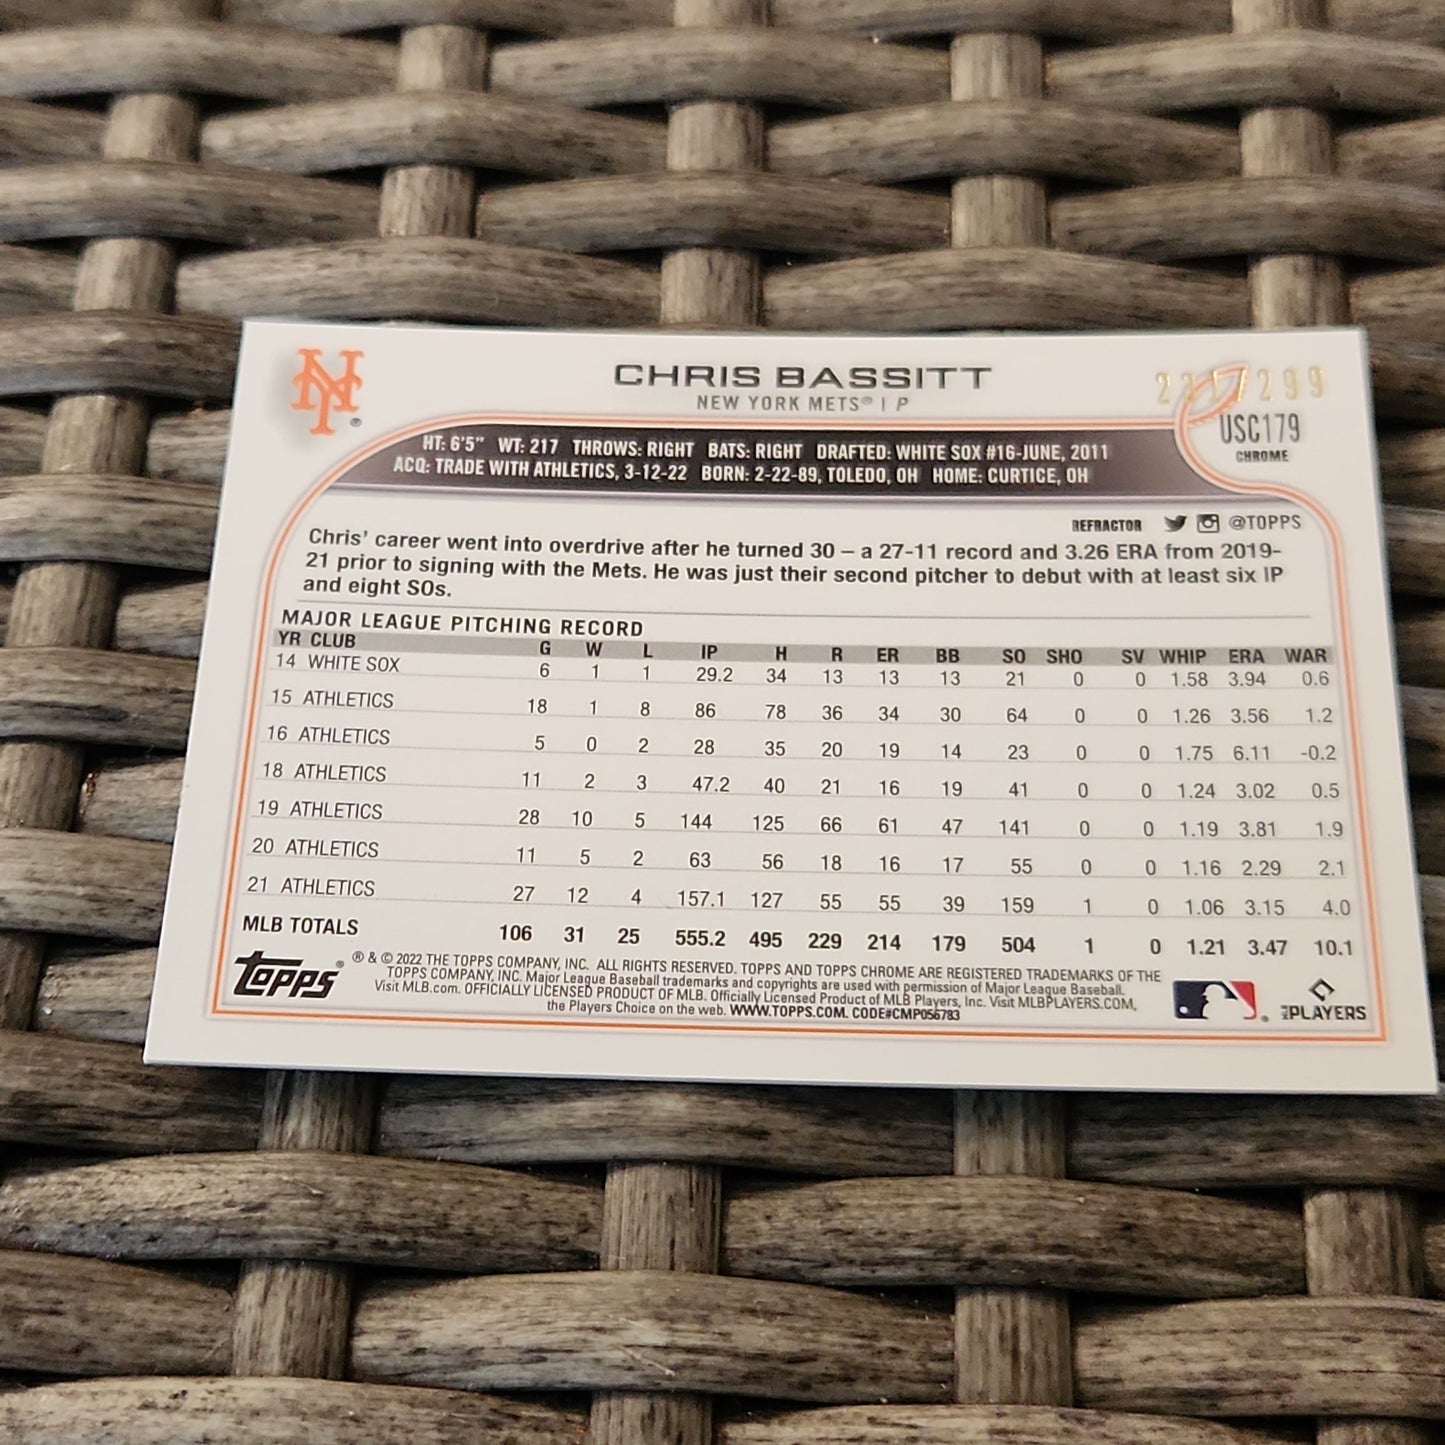 NY ®
CHRIS BASSITT
NEW YORK METS® | P
/299
USC179
CHROME
HT: 6'5" WT: 217 THROWS: RIGHT BATS: RIGHT DRAFTED: WHITE SOX #16-JUNE, 2011
ACQ: TRADE WITH ATHLETICS, 3-12-22 BORN: 2-22-89, TOLEDO, OH HOME: CURTICE, OH
REFRACTOR @TOPPS
Chris' career went into overdrive after he turned 30 – a 27-11 record and 3.26 ERA from 2019-
21 prior to signing with the Mets. He was just their second pitcher to debut with at least six IP
and eight SOs.
MAJOR LEAGUE PITCHING RECORD
YR CLUB G W L IP H R ER BB SO SHO SV WHIP ERA WAR
14 WHITE SOX 6 1 1 29.2 34 13 13 13 21 0 0 1.58 3.94 0.6
15 ATHLETICS 18 1 8 86 78 36 34 30 64 0 0 1.26 3.56 1.2
16 ATHLETICS 5 0 2 28 35 20 19 14 23 0 0 1.75 6.11 -0.2
18 ATHLETICS 11 2 3 47.2 40 21 16 19 41 0 0 1.24 3.02 0.5
19 ATHLETICS 28 10 5 144 125 66 61 47 141 0 0 1.19 3.81 1.9
20 ATHLETICS 11 5 2 63 56 18 16 17 55 0 0 1.16 2.29 2.1
21 ATHLETICS 27 12 4 157.1 127 55 55 39 159 1 0 1.06 3.15 4.0
MLB TOTALS 106 31 25 555.2 495 229 214 179 504 1 0 1.21 3.47 10.1
Topps ®
® & © 2022 THE TOPPS COMPANY, INC. ALL RIGHTS RESERVED. TOPPS AND TOPPS CHROME ARE REGISTERED TRADEMARKS OF THE
TOPPS COMPANY, INC. Major League Baseball trademarks and copyrights are used with permission of Major League Baseball.
Visit MLB.com. OFFICIALLY LICENSED PRODUCT OF MLB. Officially Licensed Product of MLB Players, Inc. Visit MLBPLAYERS.COM,
the Players Choice on the web. WWW.TOPPS.COM. CODE#CMP056783
® PLAYERS